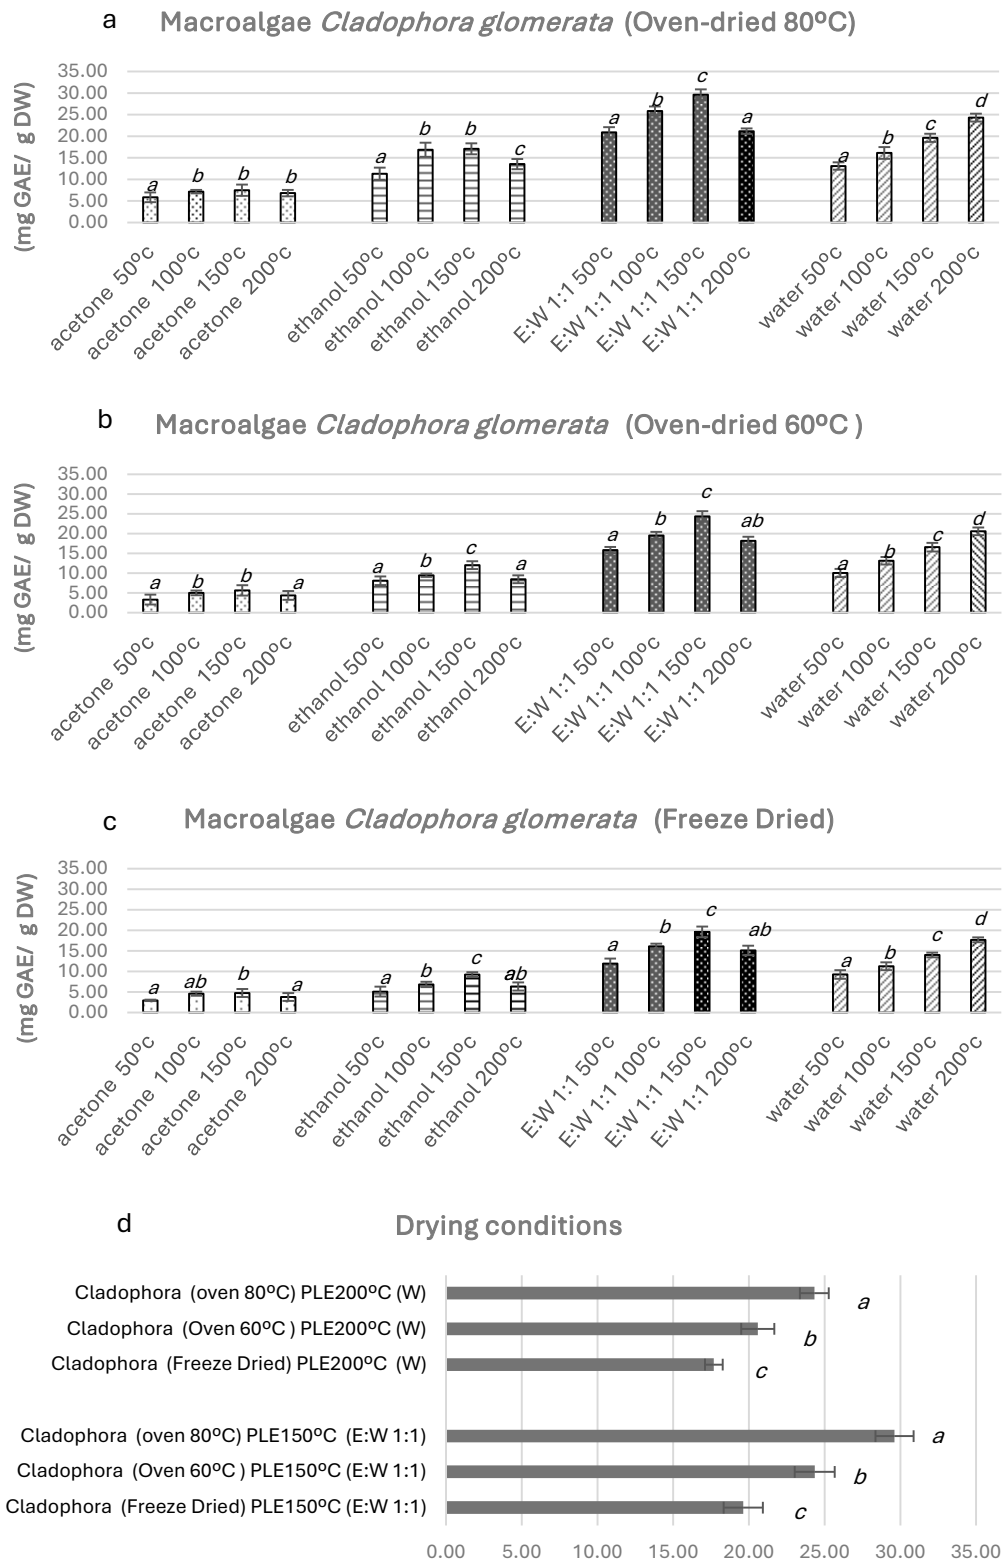 a Macroalgae Cladophora glomerata (Oven-dried 80ºC)
(mg GAE/ g DW)
35.00
30.00
25.00
20.00
15.00
10.00
5.00
0.00
a b b b a b b c a b c a a b c d
acetone 50ºc
acetone 100ºc
acetone 150ºc
acetone 200ºc
ethanol 50ºc
ethanol 100ºc
ethanol 150ºc
ethanol 200ºc
E:W 1:1 50ºc
E:W 1:1 100ºc
E:W 1:1 150ºc
E:W 1:1 200ºc
water 50ºc
water 100ºc
water 150ºc
water 200ºc
b Macroalgae Cladophora glomerata (Oven-dried 60ºC )
(mg GAE/ g DW)
35.00
30.00
25.00
20.00
15.00
10.00
5.00
0.00
a b b a a b c a a b c ab a b c d
acetone 50ºc
acetone 100ºc
acetone 150ºc
acetone 200ºc
ethanol 50ºc
ethanol 100ºc
ethanol 150ºc
ethanol 200ºc
E:W 1:1 50ºc
E:W 1:1 100ºc
E:W 1:1 150ºc
E:W 1:1 200ºc
water 50ºc
water 100ºc
water 150ºc
water 200ºc
c Macroalgae Cladophora glomerata (Freeze Dried)
(mg GAE/ g DW)
35.00
30.00
25.00
20.00
15.00
10.00
5.00
0.00
a ab b a a b c ab a b c ab a b c d
acetone 50ºc
acetone 100ºc
acetone 150ºc
acetone 200ºc
ethanol 50ºc
ethanol 100ºc
ethanol 150ºc
ethanol 200ºc
E:W 1:1 50ºc
E:W 1:1 100ºc
E:W 1:1 150ºc
E:W 1:1 200ºc
water 50ºc
water 100ºc
water 150ºc
water 200ºc
d Drying conditions
Cladophora (oven 80ºC) PLE200ºC (W) a
Cladophora (Oven 60ºC ) PLE200ºC (W) b
Cladophora (Freeze Dried) PLE200ºC (W) c
Cladophora (oven 80ºC) PLE150ºC (E:W 1:1) a
Cladophora (Oven 60ºC ) PLE150ºC (E:W 1:1) b
Cladophora (Freeze Dried) PLE150ºC (E:W 1:1) c
0.00 5.00 10.00 15.00 20.00 25.00 30.00 35.00